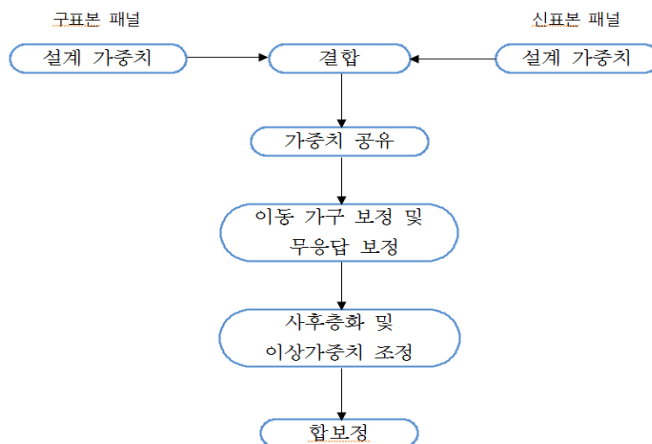 구표본 패널
신표본 패널
설계 가중치
결합
설계 가중치
가중치 공유
이동 가구 보정 및
무응답 보정
사후층화 및
이상가중치 조정
합보정